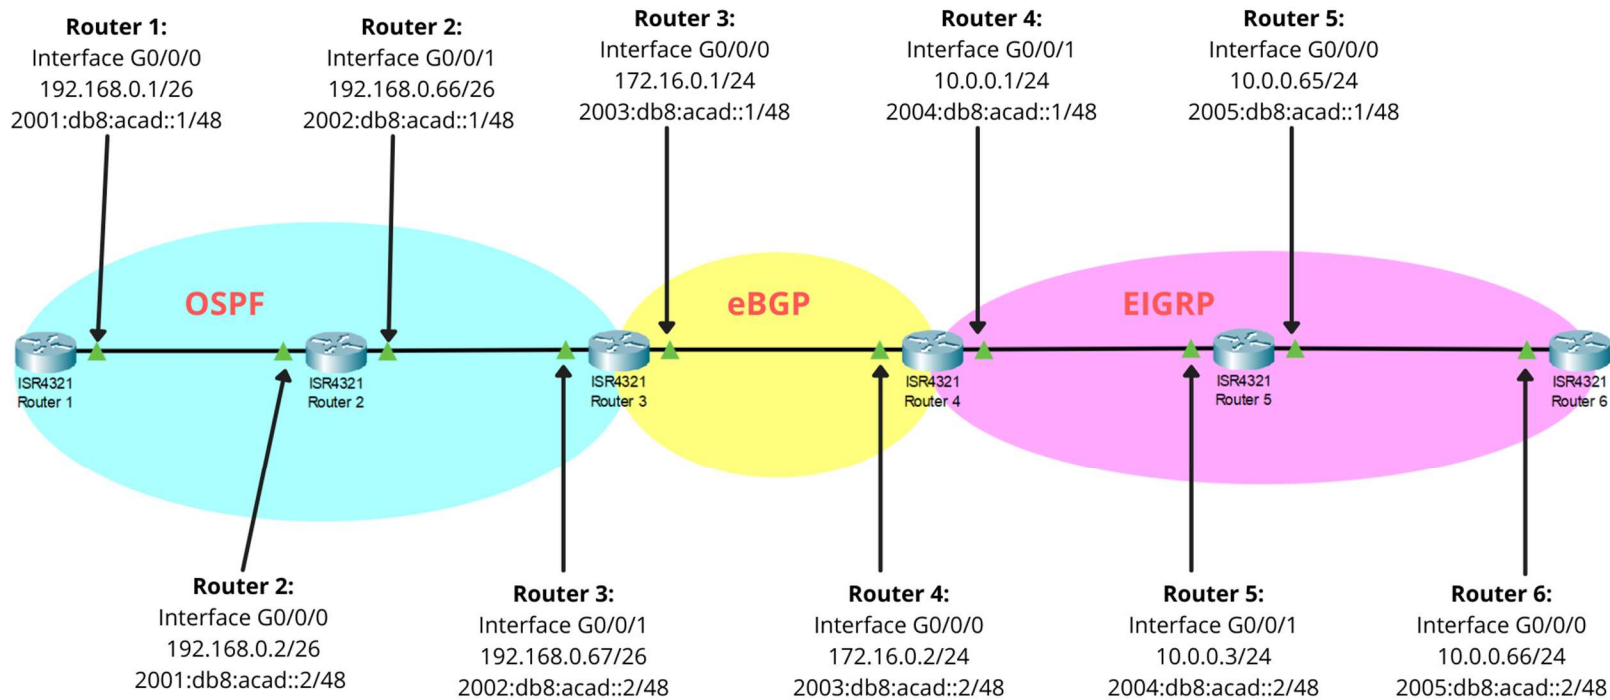 Router 1:
Interface G0/0/0
192.168.0.1/26
2001:db8:acad::1/48
Router 2:
Interface G0/0/1
192.168.0.66/26
2002:db8:acad::1/48
Router 3:
Interface G0/0/0
172.16.0.1/24
2003:db8:acad::1/48
Router 4:
Interface G0/0/1
10.0.0.1/24
2004:db8:acad::1/48
Router 5:
Interface G0/0/0
10.0.0.65/24
2005:db8:acad::1/48
OSPF
eBGP
EIGRP
ISR4321
Router 1
ISR4321
Router 2
ISR4321
Router 3
ISR4321
Router 4
ISR4321
Router 5
ISR4321
Router 6
Router 2:
Interface G0/0/0
192.168.0.2/26
2001:db8:acad::2/48
Router 3:
Interface G0/0/1
192.168.0.67/26
2002:db8:acad::2/48
Router 4:
Interface G0/0/0
172.16.0.2/24
2003:db8:acad::2/48
Router 5:
Interface G0/0/1
10.0.0.3/24
2004:db8:acad::2/48
Router 6:
Interface G0/0/0
10.0.0.66/24
2005:db8:acad::2/48